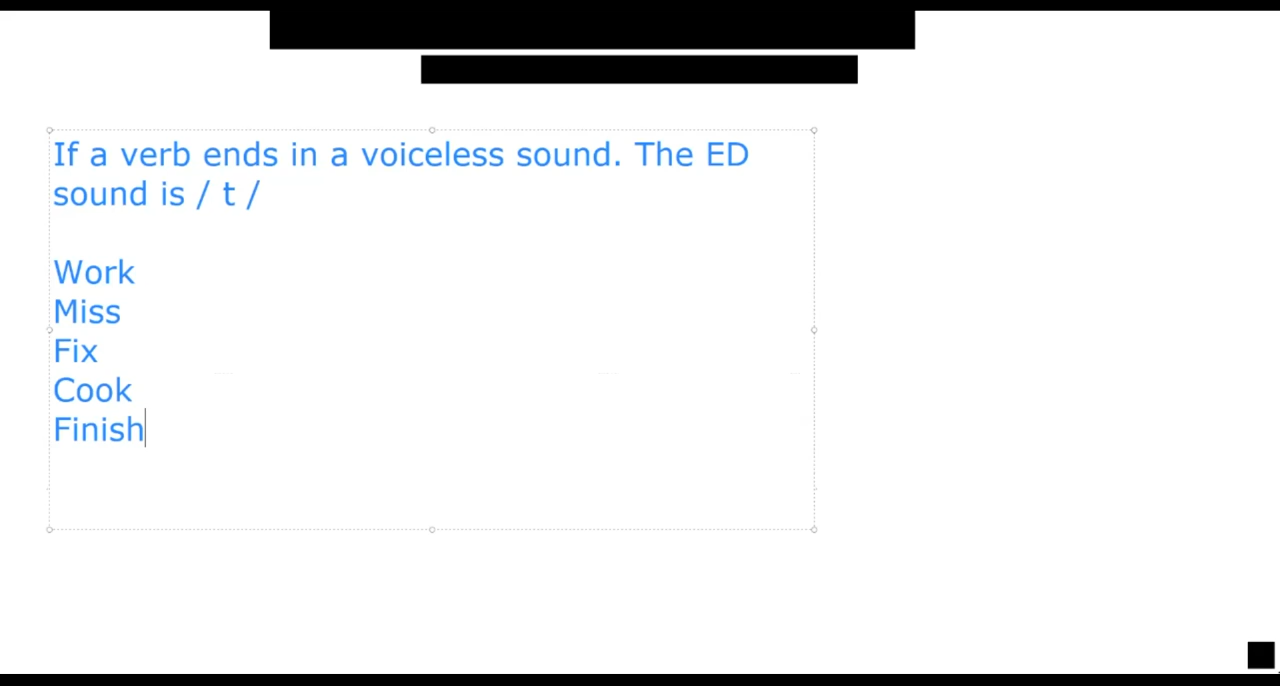 If a verb ends in a voiceless sound. The ED
sound is / t /
Work
Miss
Fix
Cook
Finish